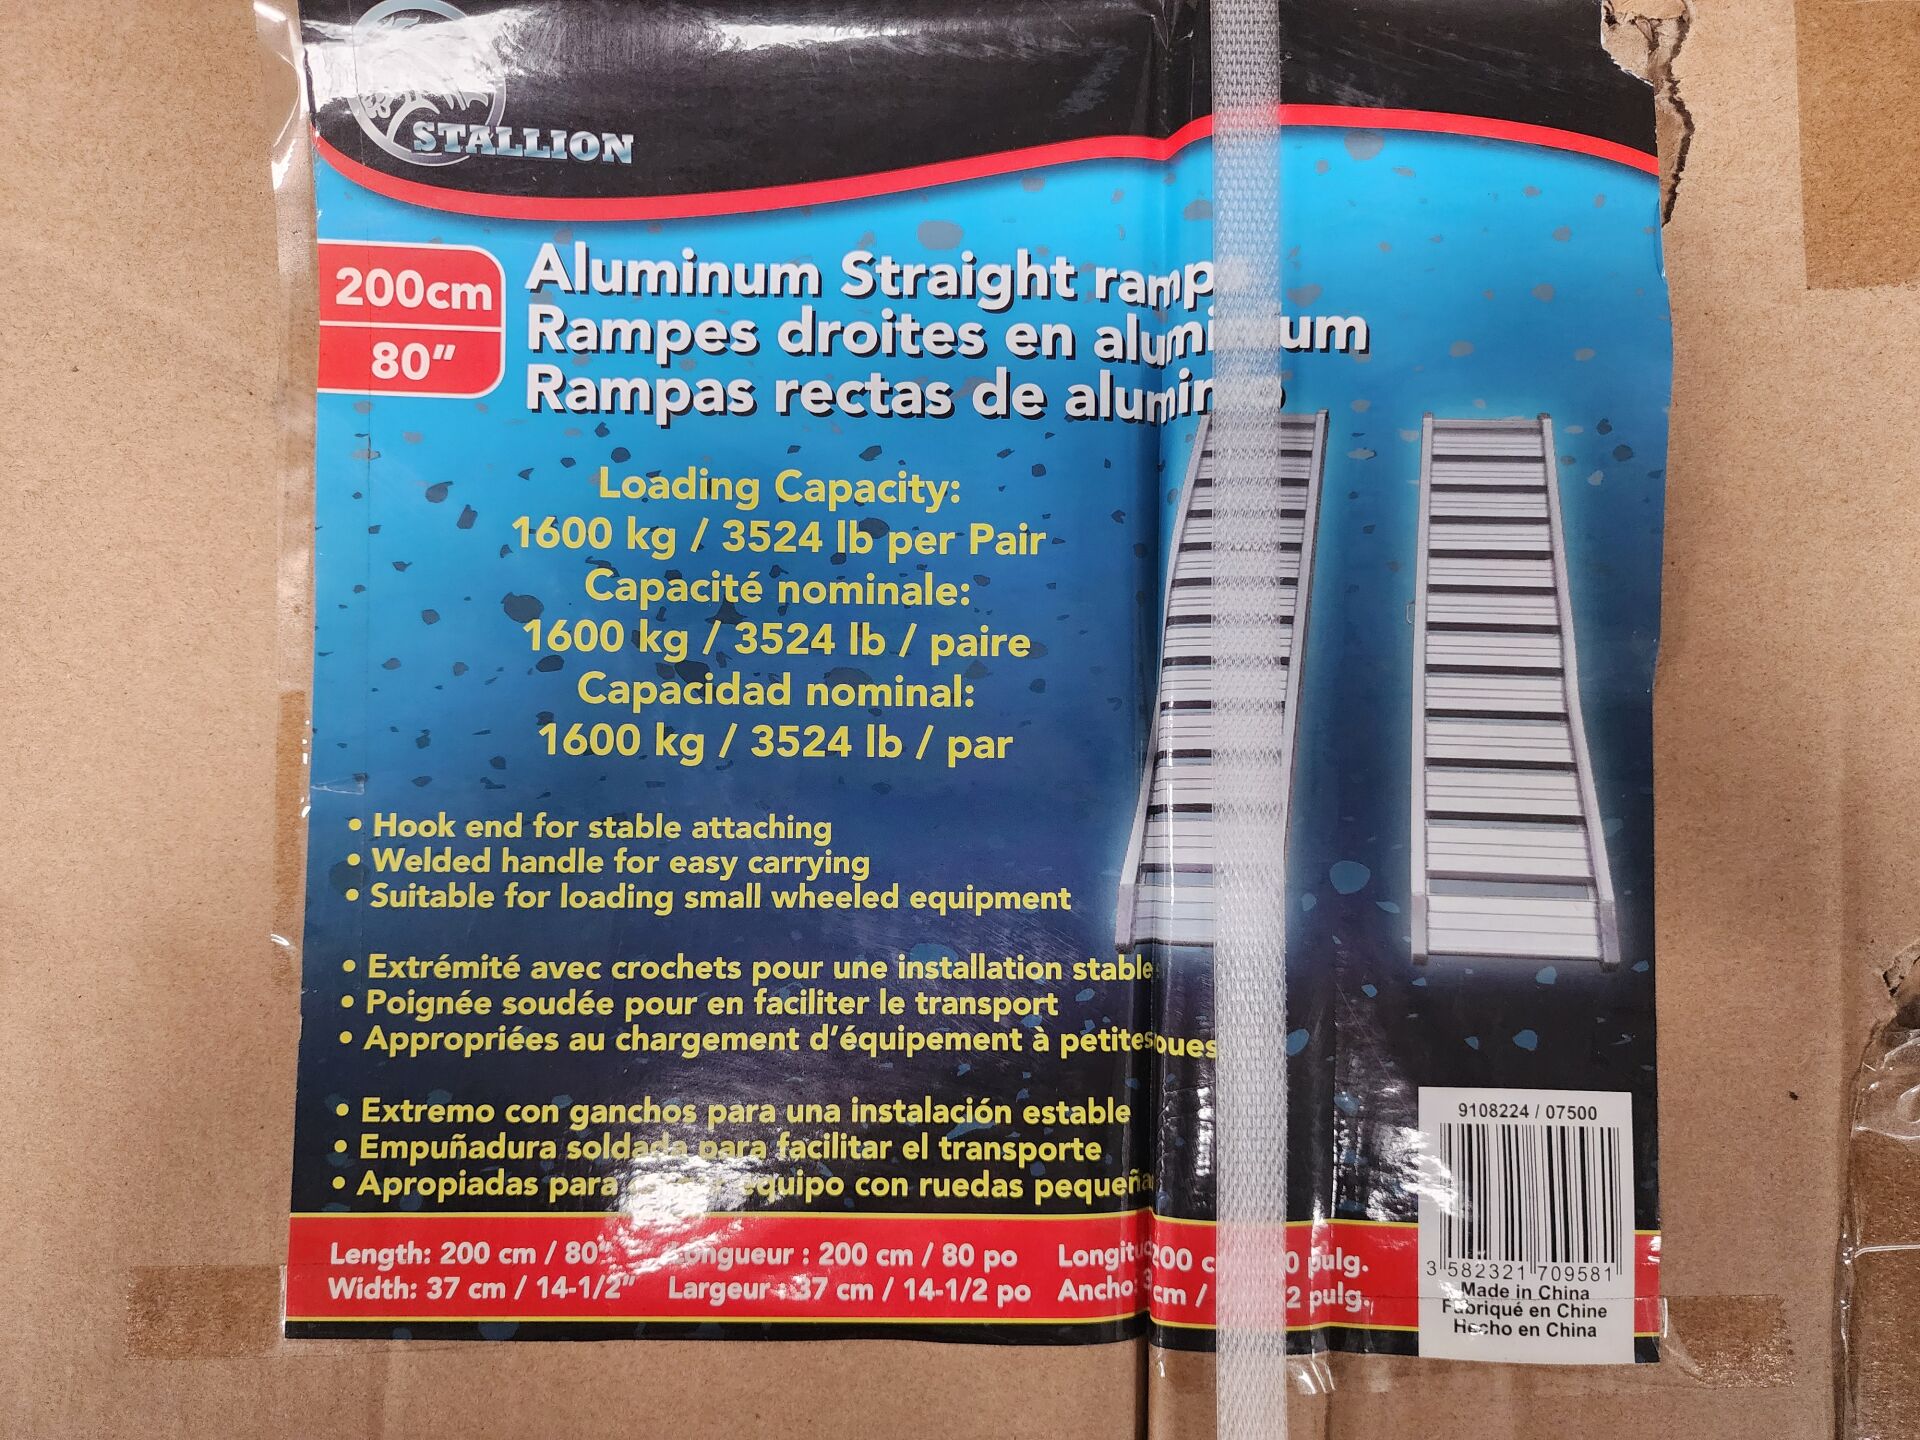 STALLION
200cm
80"
Aluminum Straight ramp
Rampes droites en aluminum
Rampas rectas de
Loading Capacity:
1600 kg / 3524 lb per Pair
Capacité nominale:
1600 kg / 3524 lb / paire
Capacidad nominal:
1600 kg / 3524 lb / par
• Hook end for stable attaching
• Welded handle for easy carrying
• Suitable for loading small wheeled equipment
• Extrémité avec crochets pour une installation stable
• Poignée soudée pour en faciliter le transport
• Appropriées au chargement d'équipement à petites
• Extremo con ganchos para una instalación estable
• Empuñadura soldada para facilitar el transporte
• Apropiadas para equipo con ruedas
Length: 200 cm / 80" Longueur : 200 cm / 80 po 200 pulg.
Width: 37 cm / 14-1/2" Largeur : 37 cm / 14-1/2 po Ancho: cm / pulg.
9108224 / 07500
3 582321 709581
Made in China
Fabriqué en Chine
Hecho en China